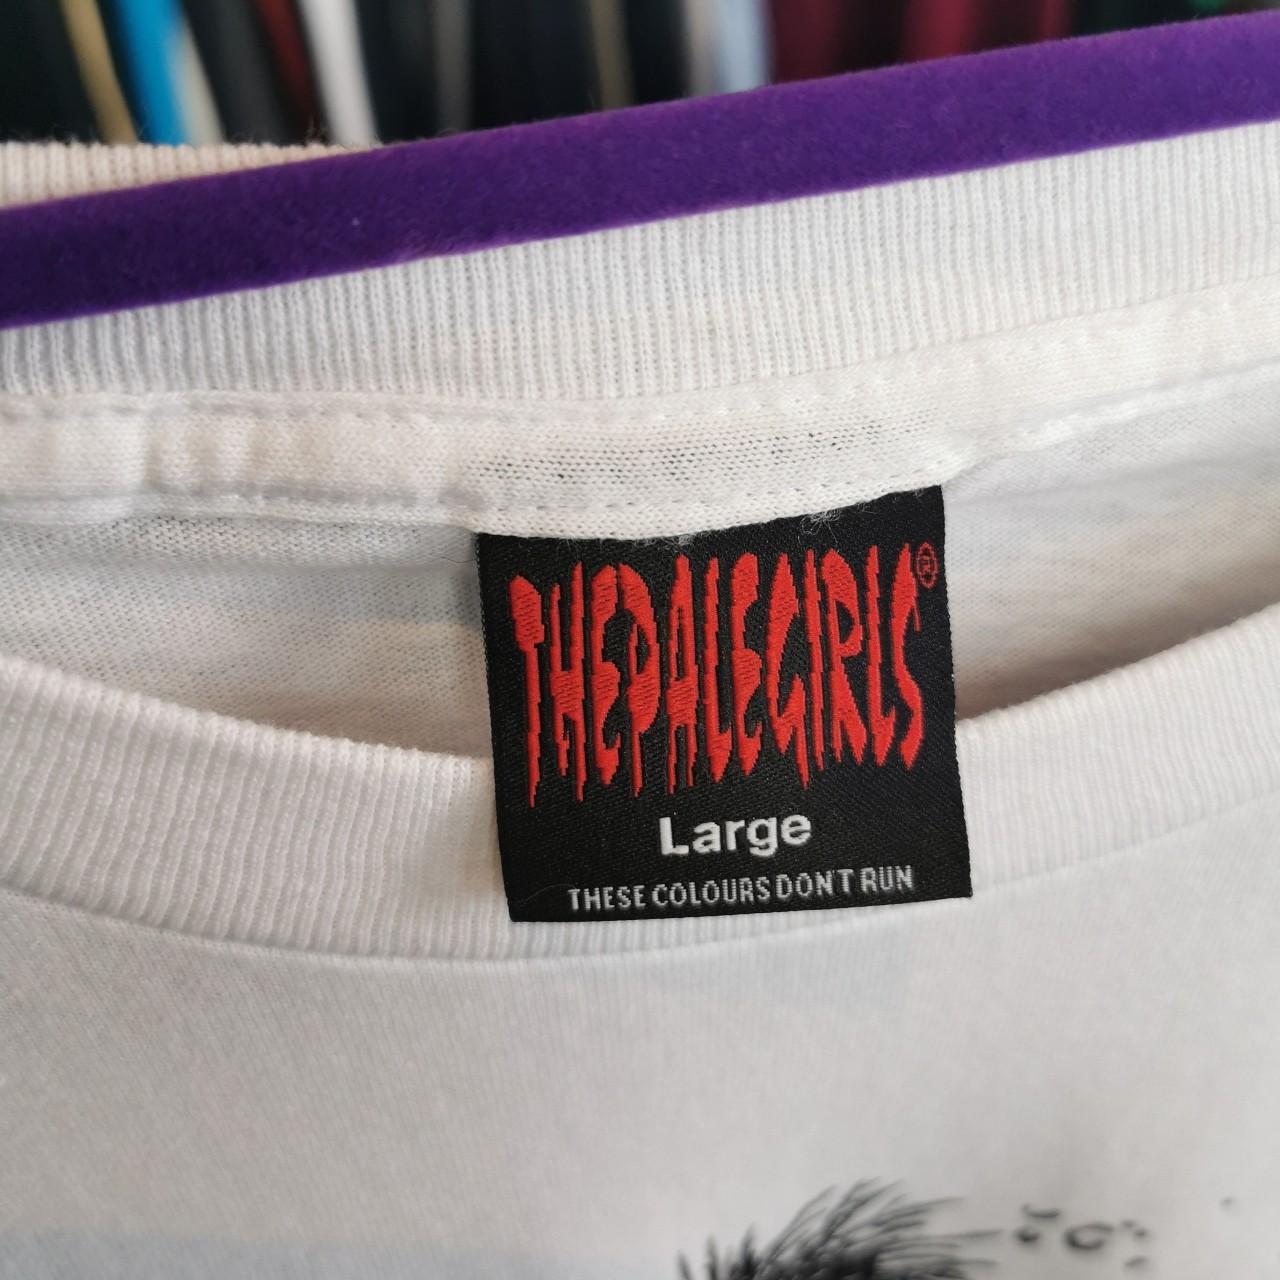 THEPALEGIRLS®
Large
THESE COLOURS DON'T RUN